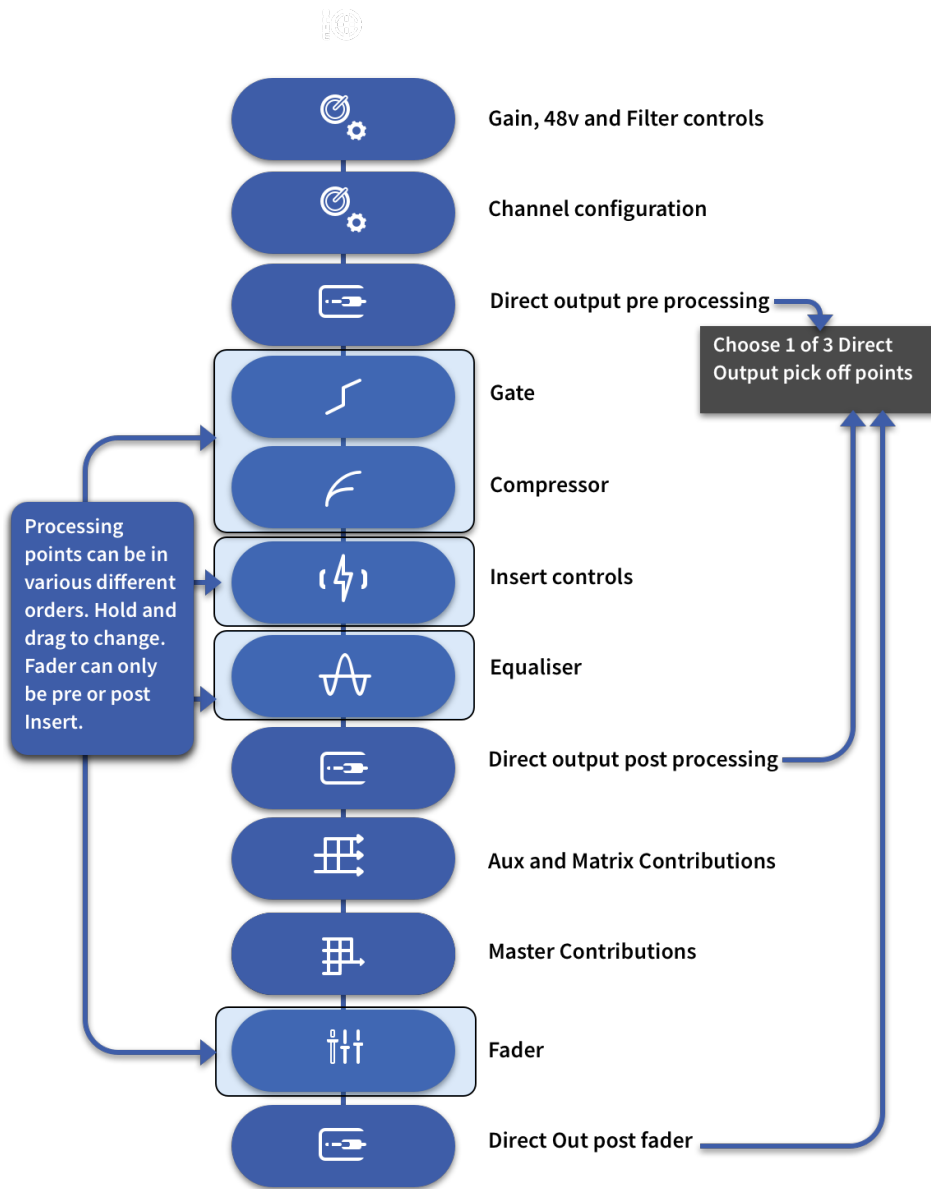 Gain, 48v and Filter controls
Channel configuration
Direct output pre processing
Choose 1 of 3 Direct
Output pick off points
Gate
Compressor
Processing
points can be in
various different
orders. Hold and
drag to change.
Fader can only
be pre or post
Insert.
Insert controls
Equaliser
Direct output post processing
Aux and Matrix Contributions
Master Contributions
Fader
Direct Out post fader